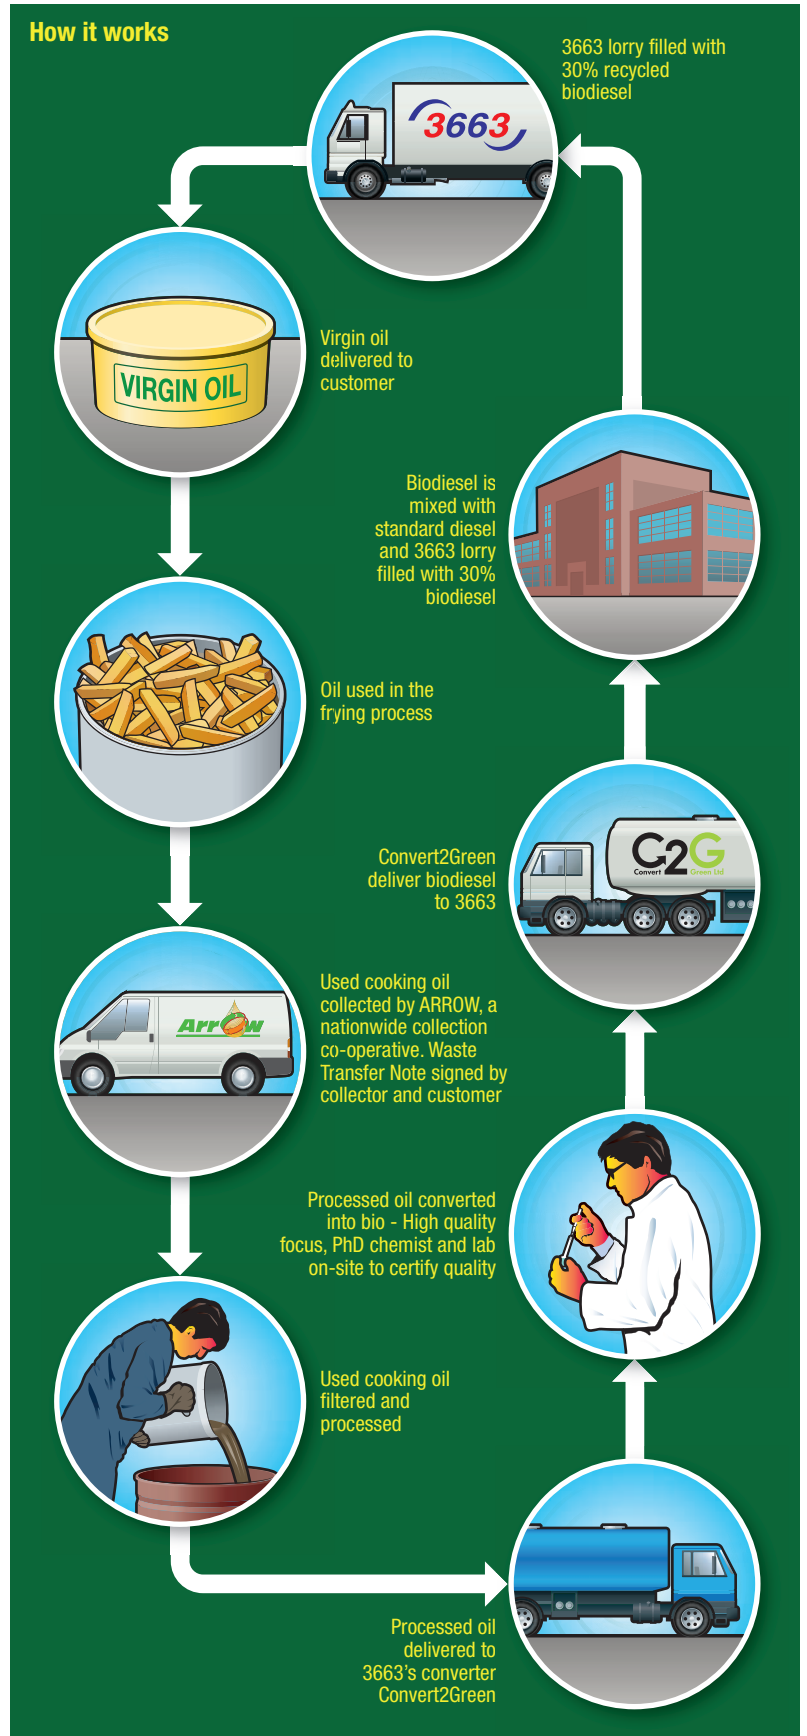 How it works
3663 lorry filled with
30% recycled
biodiesel
3663
Virgin oil
delivered to
customer
VIRGIN OIL
Oil used in the
frying process
Used cooking oil
collected by ARROW, a
nationwide collection
co-operative. Waste
Transfer Note signed by
collector and customer
Arrow
Used cooking oil
filtered and
processed
Processed oil
delivered to
3663's converter
Convert2Green
Processed oil converted
into bio - High quality
focus, PhD chemist and lab
on-site to certify quality
Convert2Green
deliver biodiesel
to 3663
C2G
Convert Green Ltd
Biodiesel is
mixed with
standard diesel
and 3663 lorry
filled with 30%
biodiesel